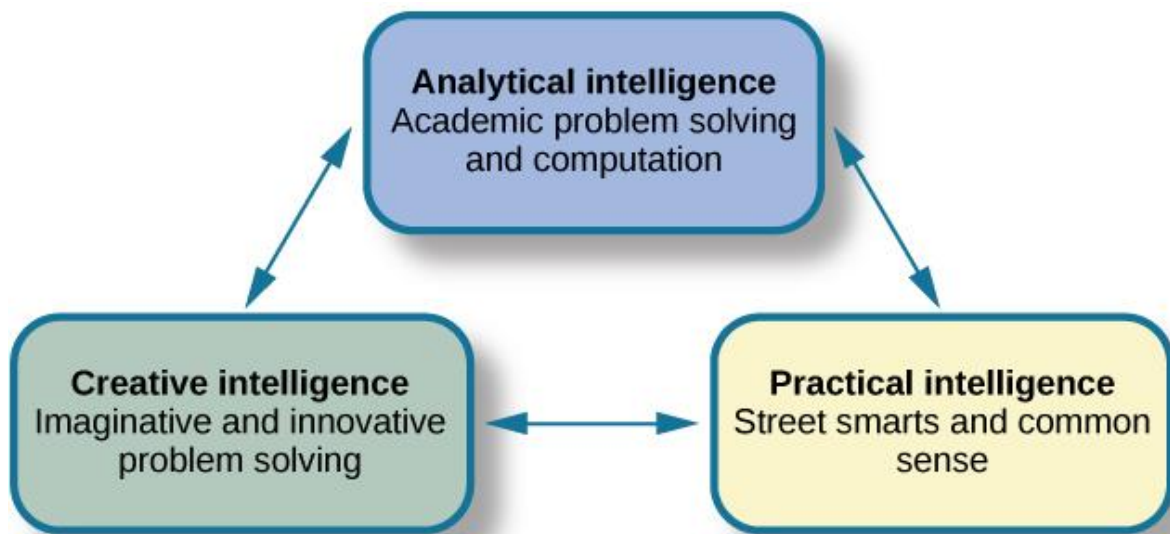 Analytical intelligence
Academic problem solving
and computation
Creative intelligence
Imaginative and innovative
problem solving
Practical intelligence
Street smarts and common
sense